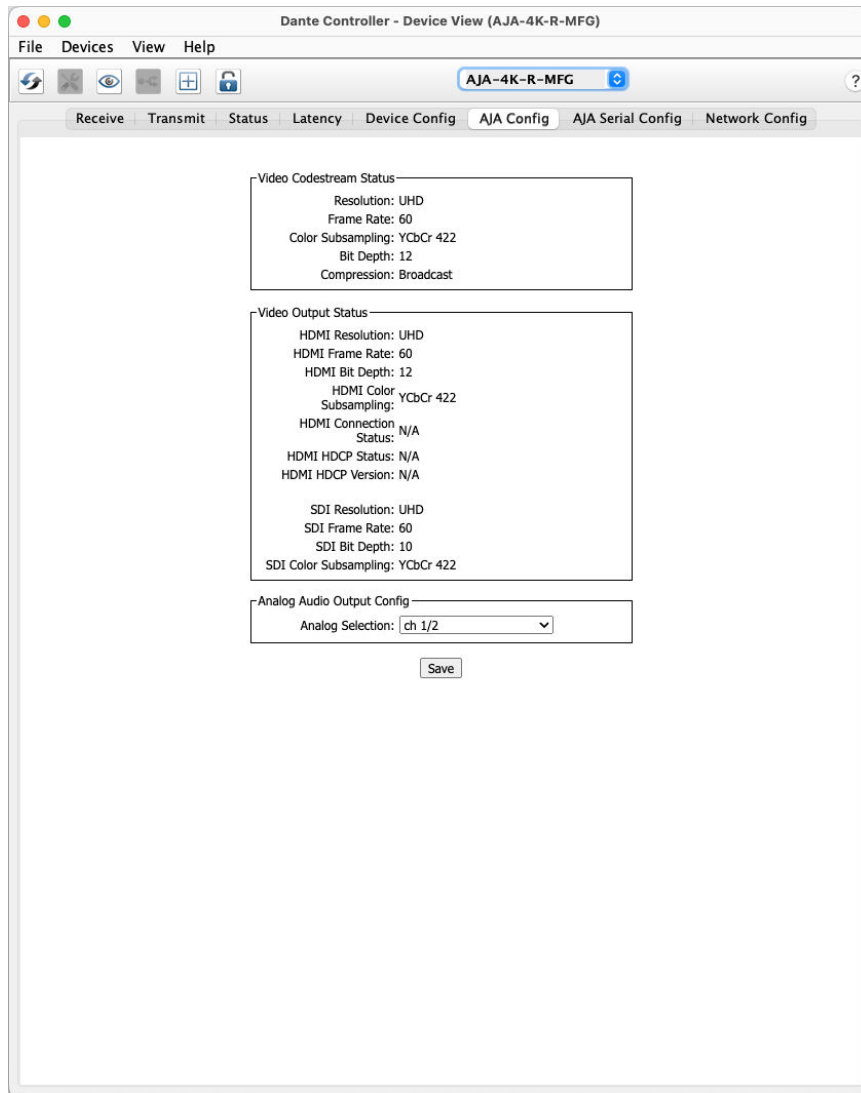 Dante Controller - Device View (AJA-4K-R-MFG)
File Devices View Help
AJA-4K-R-MFG
?
Receive Transmit Status Latency Device Config AJA Config AJA Serial Config Network Config
Video Codestream Status
Resolution: UHD
Frame Rate: 60
Color Subsampling: YCbCr 422
Bit Depth: 12
Compression: Broadcast
Video Output Status
HDMI Resolution: UHD
HDMI Frame Rate: 60
HDMI Bit Depth: 12
HDMI Color
Subsampling: YCbCr 422
HDMI Connection
Status: N/A
HDMI HDCP Status: N/A
HDMI HDCP Version: N/A
SDI Resolution: UHD
SDI Frame Rate: 60
SDI Bit Depth: 10
SDI Color Subsampling: YCbCr 422
Analog Audio Output Config
Analog Selection: ch 1/2
Save